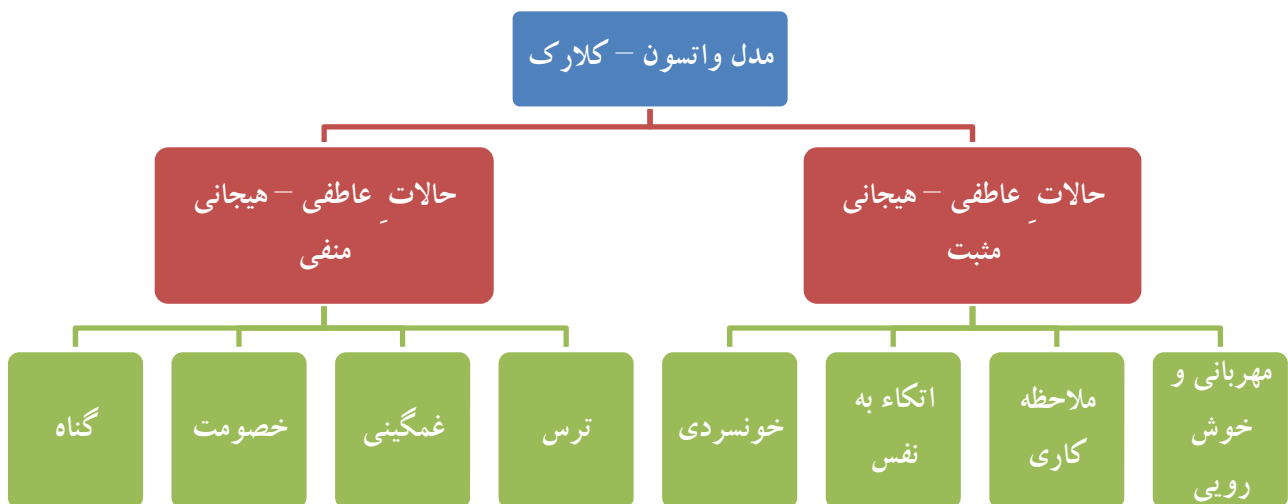 مدل واتسون – کلارک
حالات ِ عاطفی – هیجانی
مثبت
حالات ِ عاطفی – هیجانی
منفی
مهربانی و
خوش
رویی
ملاحظه
کاری
اتکاء به
نفس
خونسردی
ترس
غمگینی
خصومت
گناه